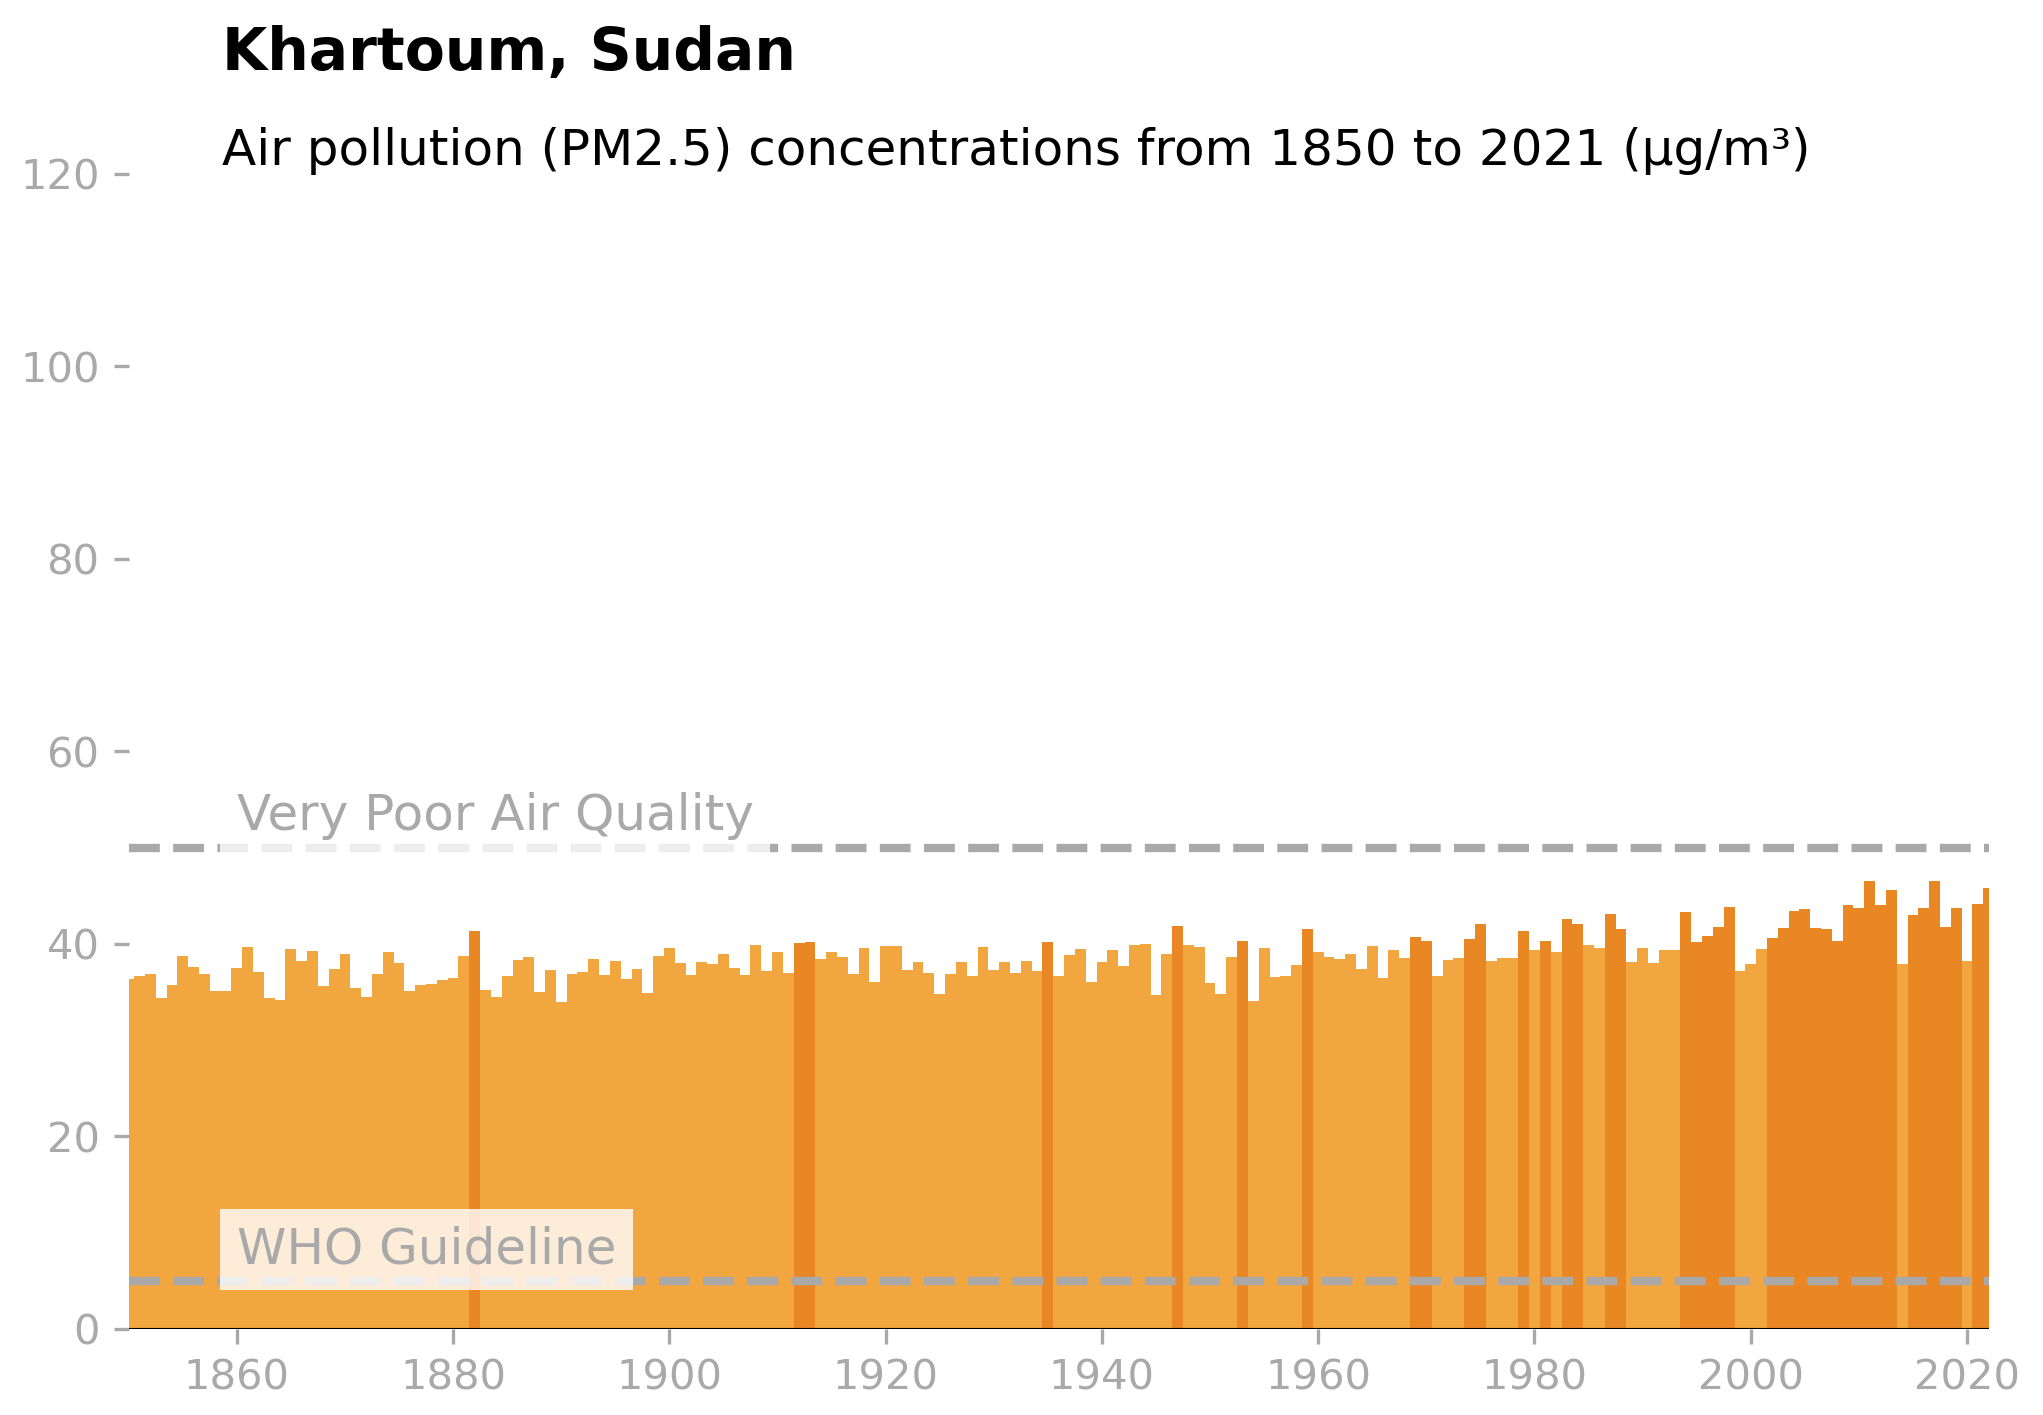 Khartoum, Sudan
Air pollution (PM2.5) concentrations from 1850 to 2021 (µg/m³)
120
100
80
60
Very Poor Air Quality
40
20
WHO Guideline
0
1860 1880 1900 1920 1940 1960 1980 2000 2020